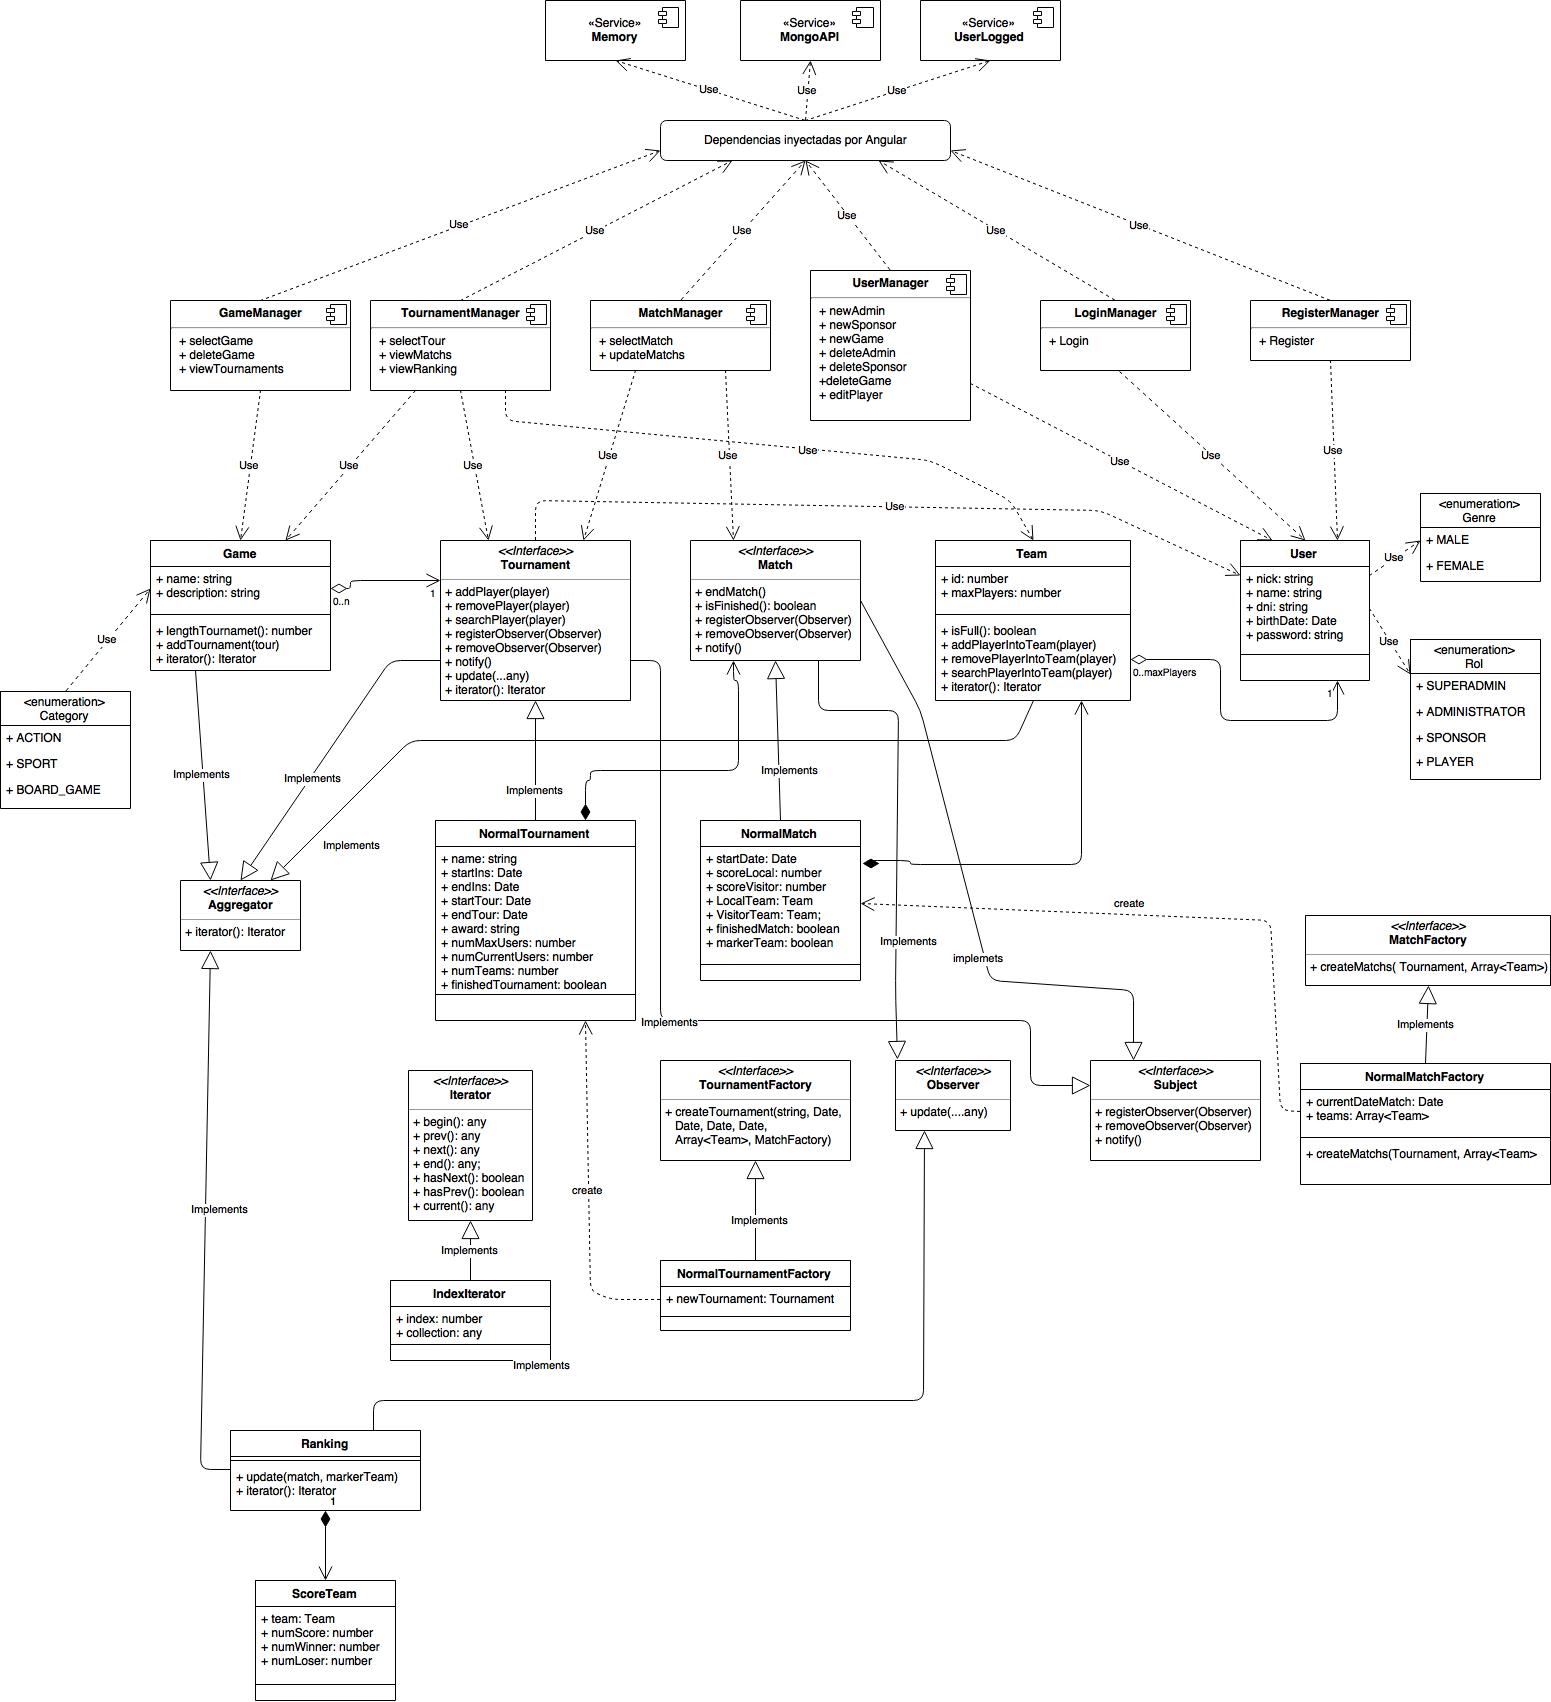 «Service»
Memory
«Service»
MongoAPI
«Service»
UserLogged
Use
Use
Use
Dependencias inyectadas por Angular
Use
Use
Use
Use
Use
Use
GameManager
+ selectGame
+ deleteGame
+ viewTournaments
TournamentManager
+ selectTour
+ viewMatchs
+ viewRanking
MatchManager
+ selectMatch
+ updateMatchs
UserManager
+ newAdmin
+ newSponsor
+ newGame
+ deleteAdmin
+ deleteSponsor
+deleteGame
+ editPlayer
LoginManager
+ Login
RegisterManager
+ Register
Use
Use
Use
Use
Use
Use
Use
Use
Use
Use
Game
+ name: string
+ description: string
+ lengthTournamet(): number
+ addTournament(tour)
+ iterator(): Iterator
0..n
1
<<Interface>>
Tournament
+ addPlayer(player)
+ removePlayer(player)
+ searchPlayer(player)
+ registerObserver(Observer)
+ removeObserver(Observer)
+ notify()
+ update(...any)
+ iterator(): Iterator
<<Interface>>
Match
+ endMatch()
+ isFinished(): boolean
+ registerObserver(Observer)
+ removeObserver(Observer)
+ notify()
Team
+ id: number
+ maxPlayers: number
+ isFull(): boolean
+ addPlayerIntoTeam(player)
+ removePlayerIntoTeam(player)
+ searchPlayerIntoTeam(player)
+ iterator(): Iterator
0..maxPlayers
1
User
+ nick: string
+ name: string
+ dni: string
+ birthDate: Date
+ password: string
Use
Use
<enumeration>
Genre
+ MALE
+ FEMALE
<enumeration>
Rol
+ SUPERADMIN
+ ADMINISTRATOR
+ SPONSOR
+ PLAYER
Use
<enumeration>
Category
+ ACTION
+ SPORT
+ BOARD_GAME
Implements
Implements
Implements
Implements
Implements
NormalTournament
+ name: string
+ startIns: Date
+ endIns: Date
+ startTour: Date
+ endTour: Date
+ award: string
+ numMaxUsers: number
+ numCurrentUsers: number
+ numTeams: number
+ finishedTournament: boolean
NormalMatch
+ startDate: Date
+ scoreLocal: number
+ scoreVisitor: number
+ LocalTeam: Team
+ VisitorTeam: Team;
+ finishedMatch: boolean
+ markerTeam: boolean
<<Interface>>
Aggregator
+ iterator(): Iterator
create
Implements
implemets
Implements
<<Interface>>
MatchFactory
+ createMatchs( Tournament, Array<Team>)
Implements
NormalMatchFactory
+ currentDateMatch: Date
+ teams: Array<Team>
+ createMatchs(Tournament, Array<Team>
<<Interface>>
Iterator
+ begin(): any
+ prev(): any
+ next(): any
+ end(): any;
+ hasNext(): boolean
+ hasPrev(): boolean
+ current(): any
<<Interface>>
TournamentFactory
+ createTournament(string, Date,
Date, Date, Date,
Array<Team>, MatchFactory)
<<Interface>>
Observer
+ update(....any)
<<Interface>>
Subject
+ registerObserver(Observer)
+ removeObserver(Observer)
+ notify()
create
Implements
Implements
Implements
IndexIterator
+ index: number
+ collection: any
Implements
NormalTournamentFactory
+ newTournament: Tournament
Ranking
+ update(match, markerTeam)
+ iterator(): Iterator
1
ScoreTeam
+ team: Team
+ numScore: number
+ numWinner: number
+ numLoser: number